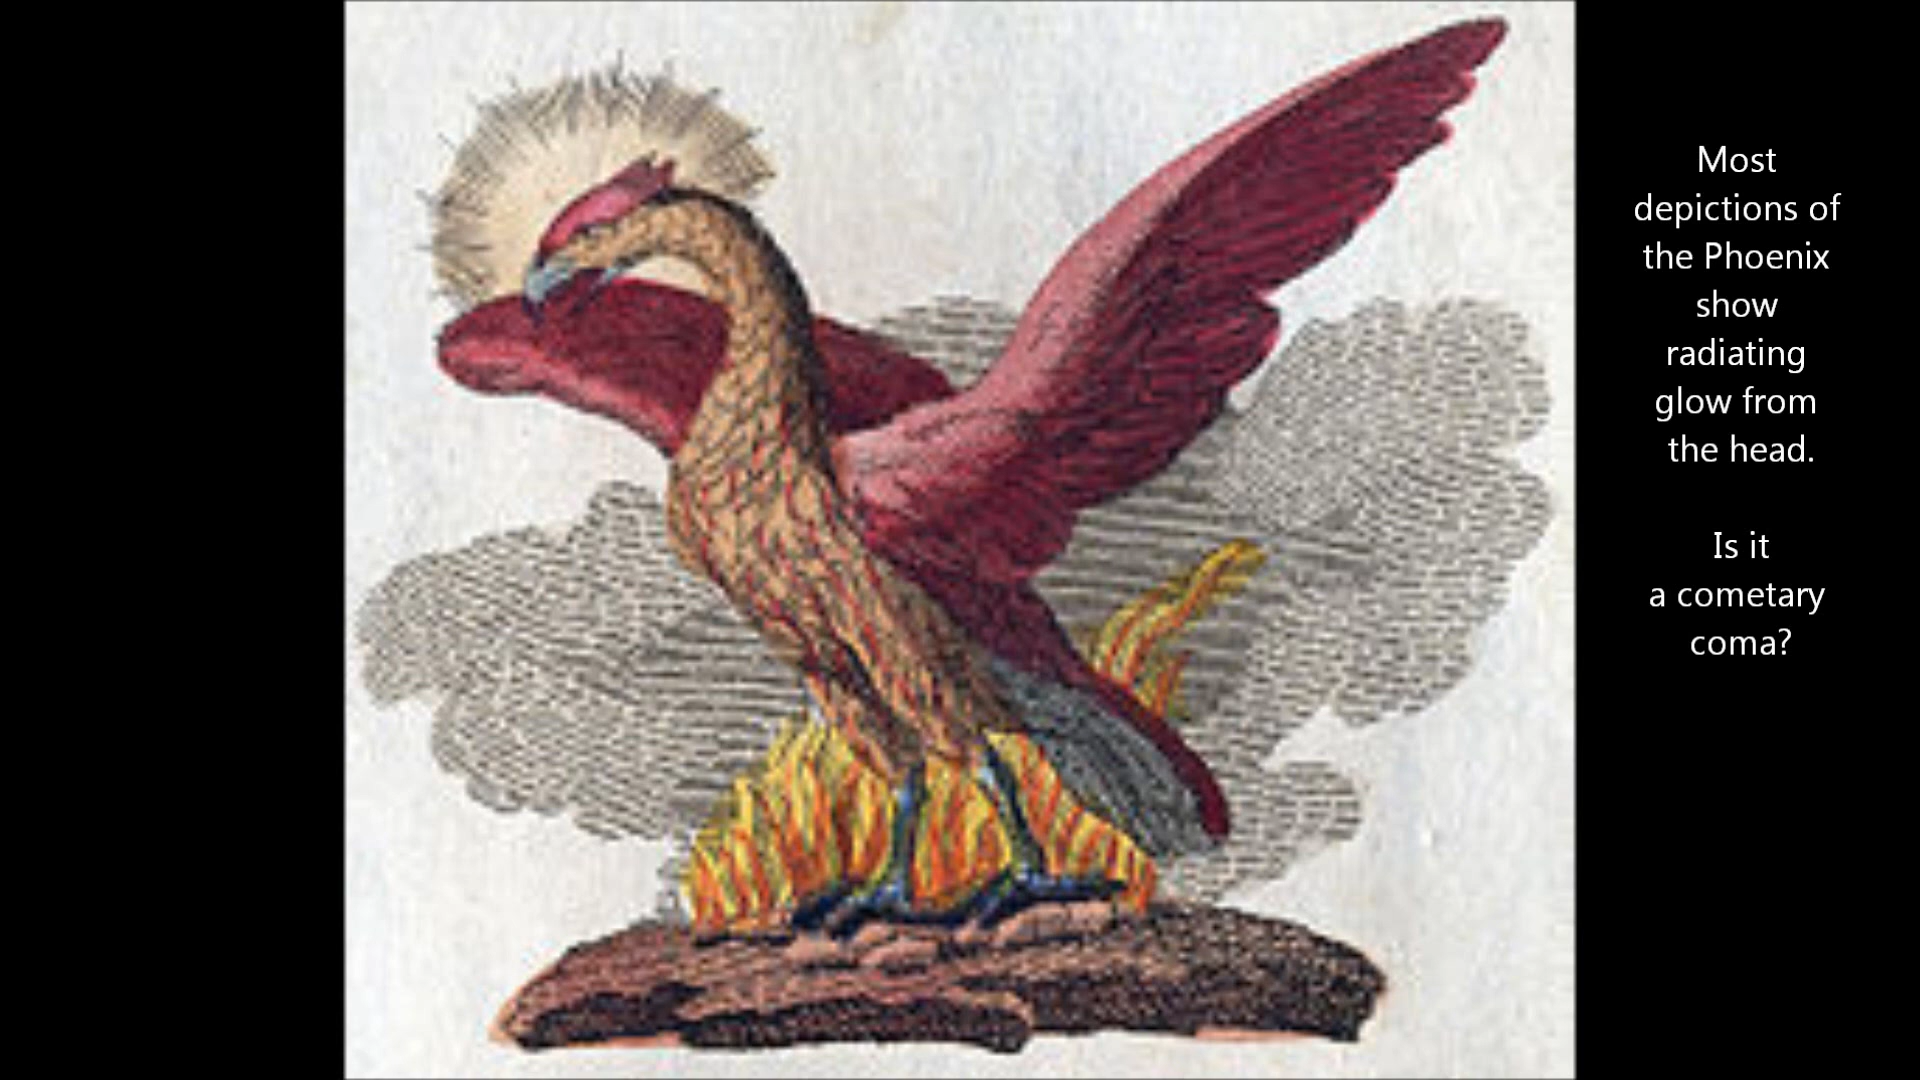 Most
depictions of
the Phoenix
show
radiating
glow from
the head.
Is it
a cometary
coma?